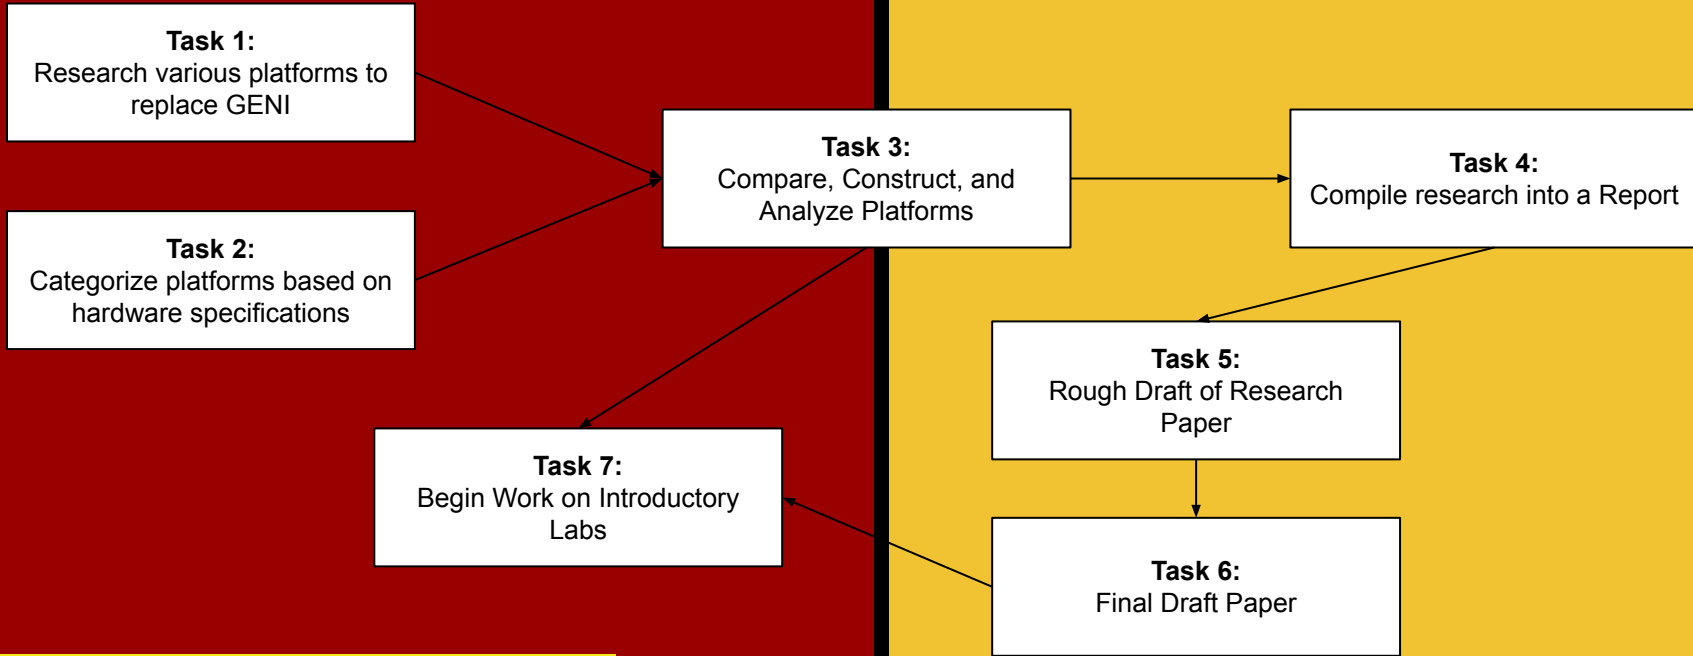 Task 1:
Research various platforms to
replace GENI
Task 2:
Categorize platforms based on
hardware specifications
Task 3:
Compare, Construct, and
Analyze Platforms
Task 4:
Compile research into a Report
Task 5:
Rough Draft of Research
Paper
Task 6:
Final Draft Paper
Task 7:
Begin Work on Introductory
Labs